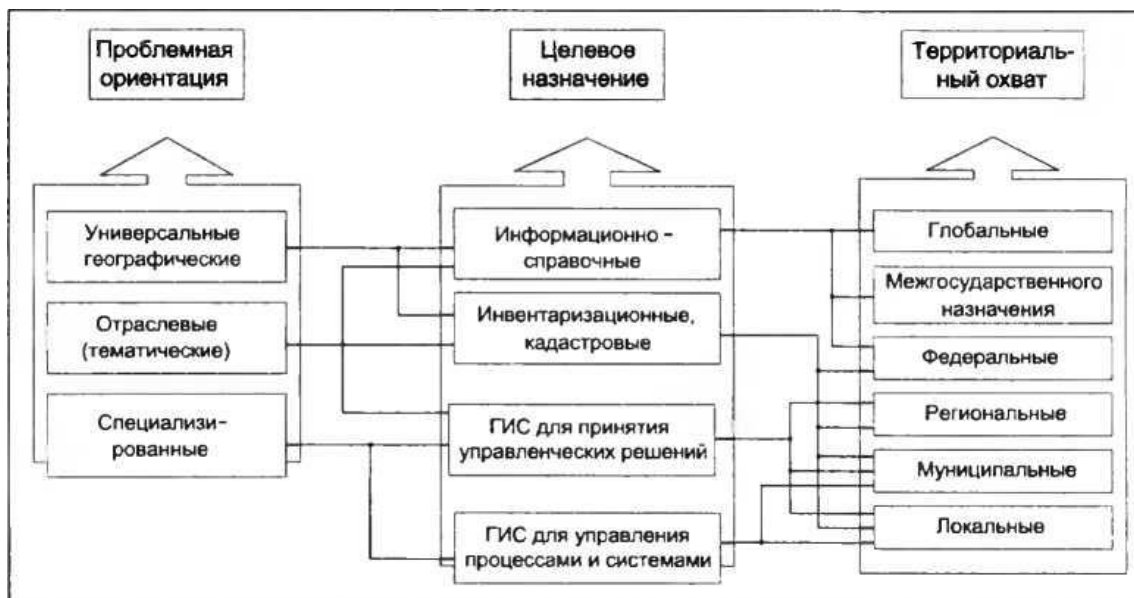 Проблемная
ориентация
Целевое
назначение
Территориаль-
ный охват
Универсальные
географические
Отраслевые
(тематические)
Специализи-
рованные
Информационно -
справочные
Инвентаризационные,
кадастровые
ГИС для принятия
управленческих решений
ГИС для управления
процессами и системами
Глобальные
Межгосударственного
назначения
Федеральные
Региональные
Муниципальные
Локальные